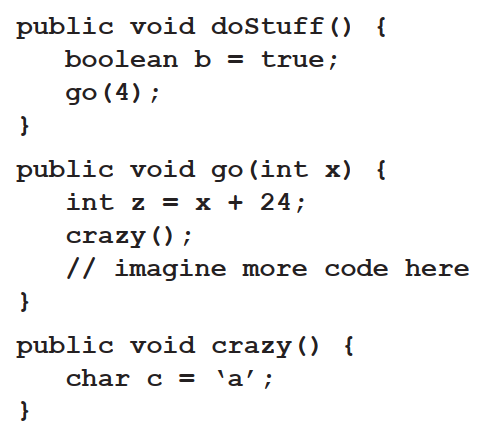 public void doStuff() {
   boolean b = true;
   go(4);
}
public void go(int x) {
   int z = x + 24;
   crazy();
   // imagine more code here
}
public void crazy() {
   char c = ‘a’;
}